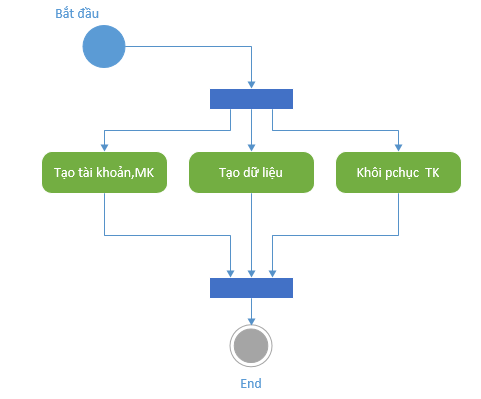 Bắt đầu
Tạo tài khoản,MK
Tạo dữ liệu
Khôi pchục TK
End